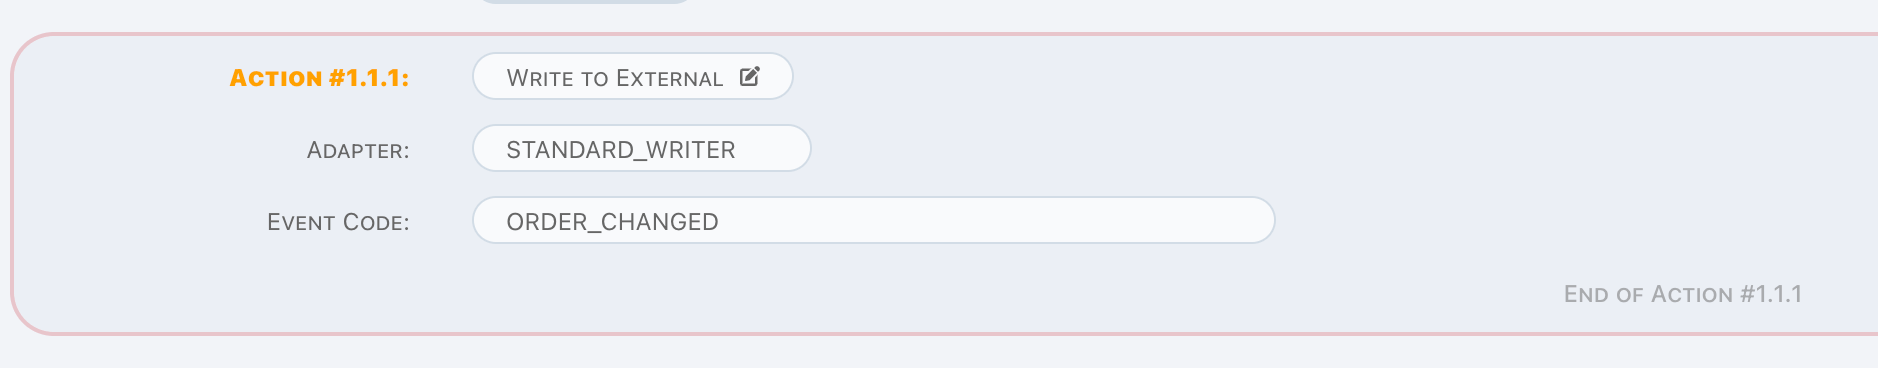 Action #1.1.1: Write to External
Adapter: STANDARD_WRITER
Event Code: ORDER_CHANGED
End of Action #1.1.1